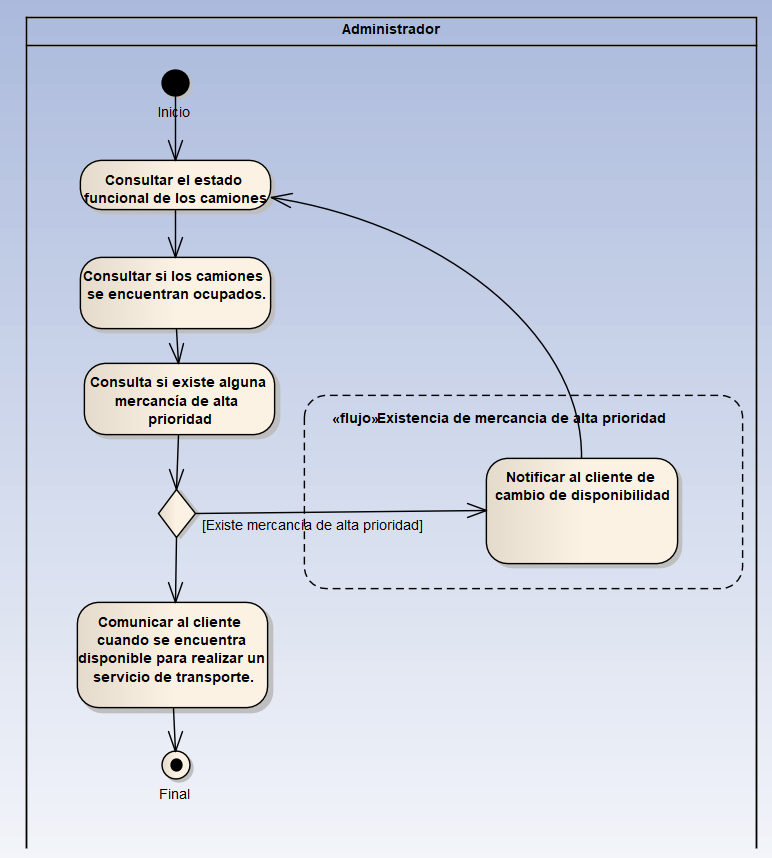 Administrador
Inicio
Consultar el estado
funcional de los camiones
Consultar si los camiones
se encuentran ocupados.
Consulta si existe alguna
mercancía de alta
prioridad
«flujo»Existencia de mercancia de alta prioridad
Notificar al cliente de
cambio de disponibilidad
[Existe mercancía de alta prioridad]
Comunicar al cliente
cuando se encuentra
disponible para realizar un
servicio de transporte.
Final